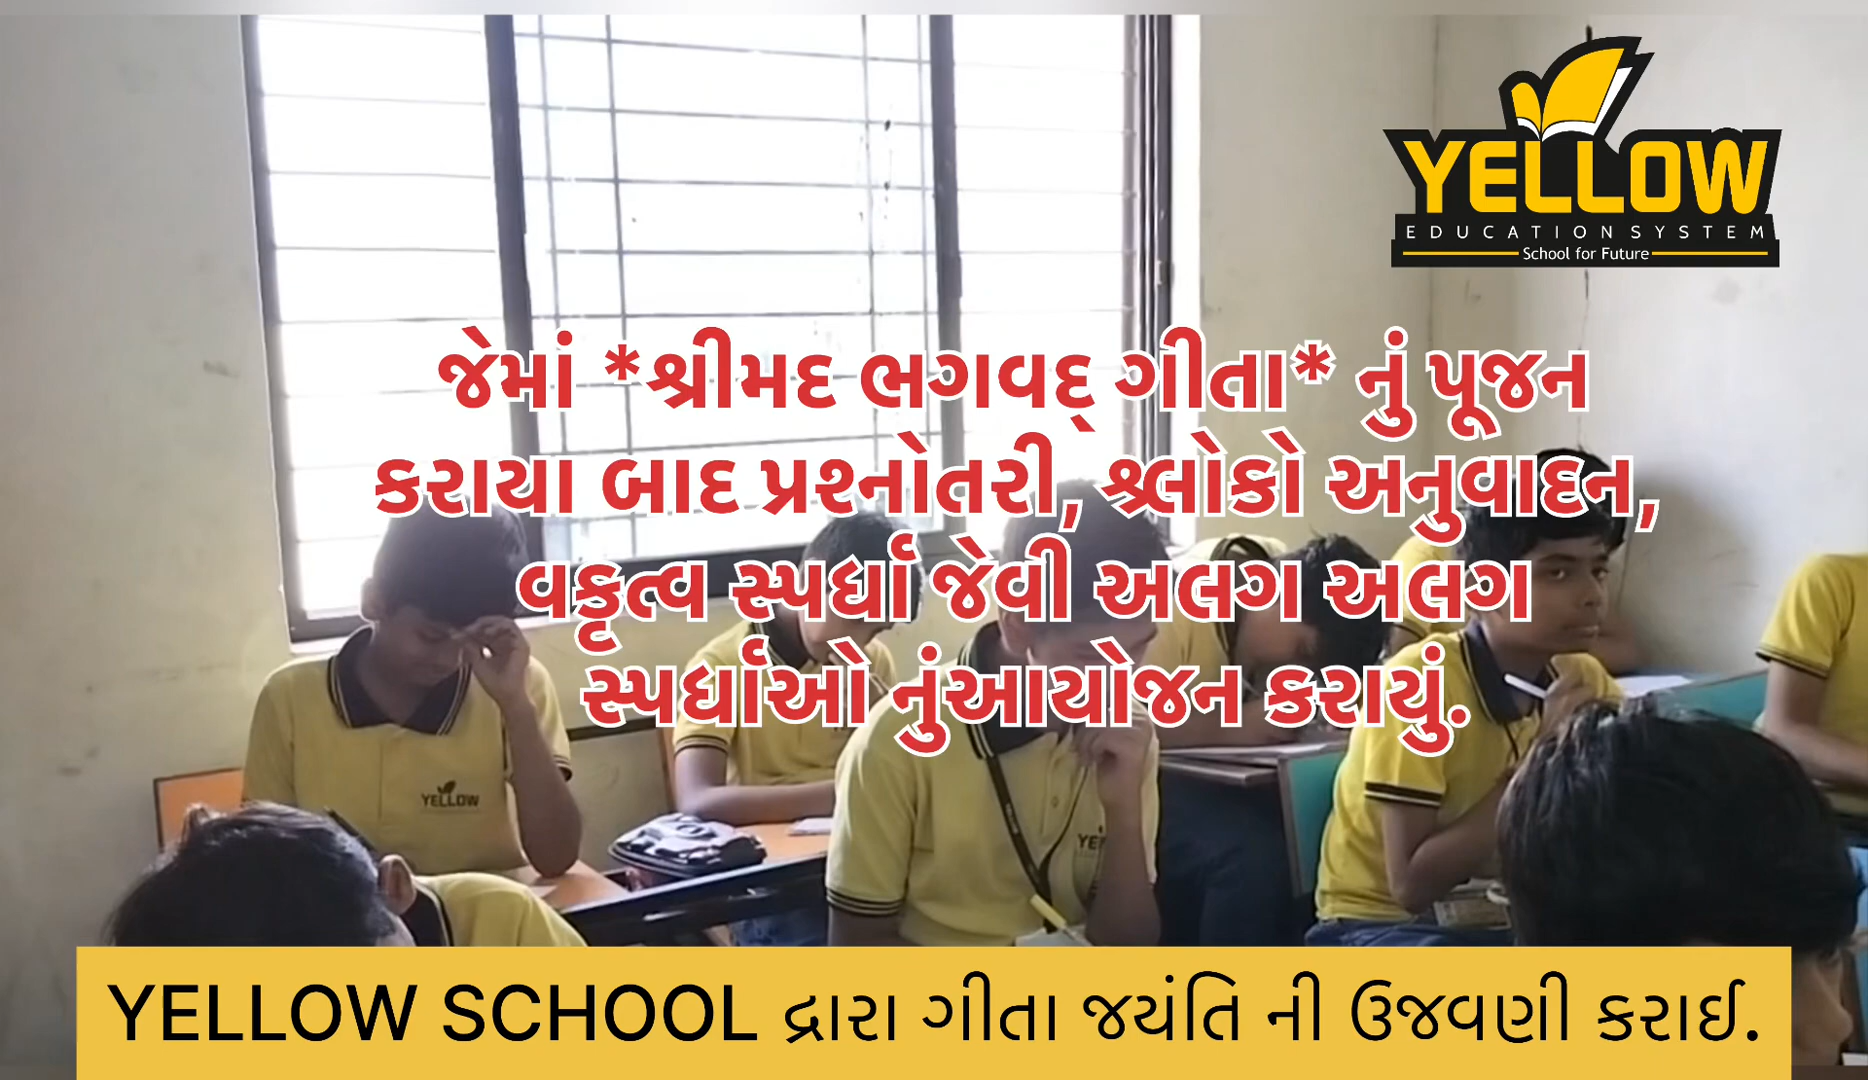 YELLOW
EDUCATION SYSTEM
School for Future
જેમાં *શ્રીમદ ભગવદ્ ગીતા* નું પૂજન
કરાયા બાદ પ્રશ્નોતરી, શ્ર્લોકો અનુવાદન,
વકૃત્વ સ્પર્ધા જેવી અલગ અલગ
સ્પર્ધાઓ નુંઆયોજન કરાયું.
YELLOW
YELLOW SCHOOL દ્રારા ગીતા જયંતિ ની ઉજવણી કરાઈ.